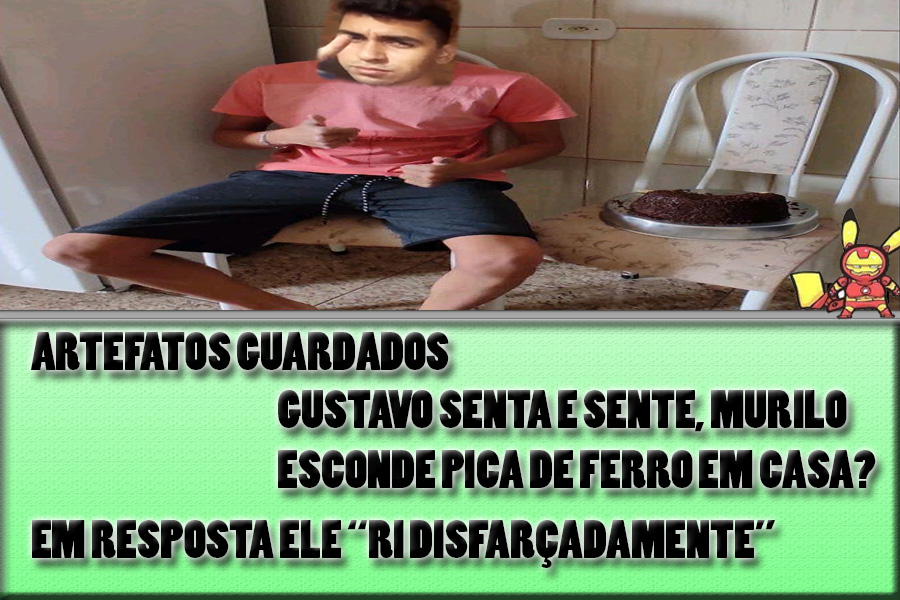 ARTEFATOS GUARDADOS
GUSTAVO SENTA E SENTE, MURILO
ESCONDE PICA DE FERRO EM CASA?
EM RESPOSTA ELE “RI DISFARÇADAMENTE”